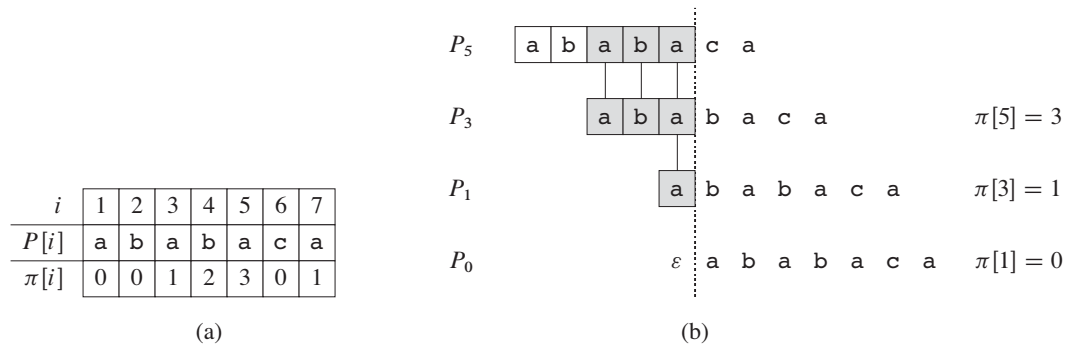 i 1 2 3 4 5 6 7
P[i] a b a b a c a
π[i] 0 0 1 2 3 0 1
(a)
P5 a b a b a c a
P3 a b a b a c a π[5] = 3
P1 a b a b a c a π[3] = 1
P0 ε a b a b a c a π[1] = 0
(b)